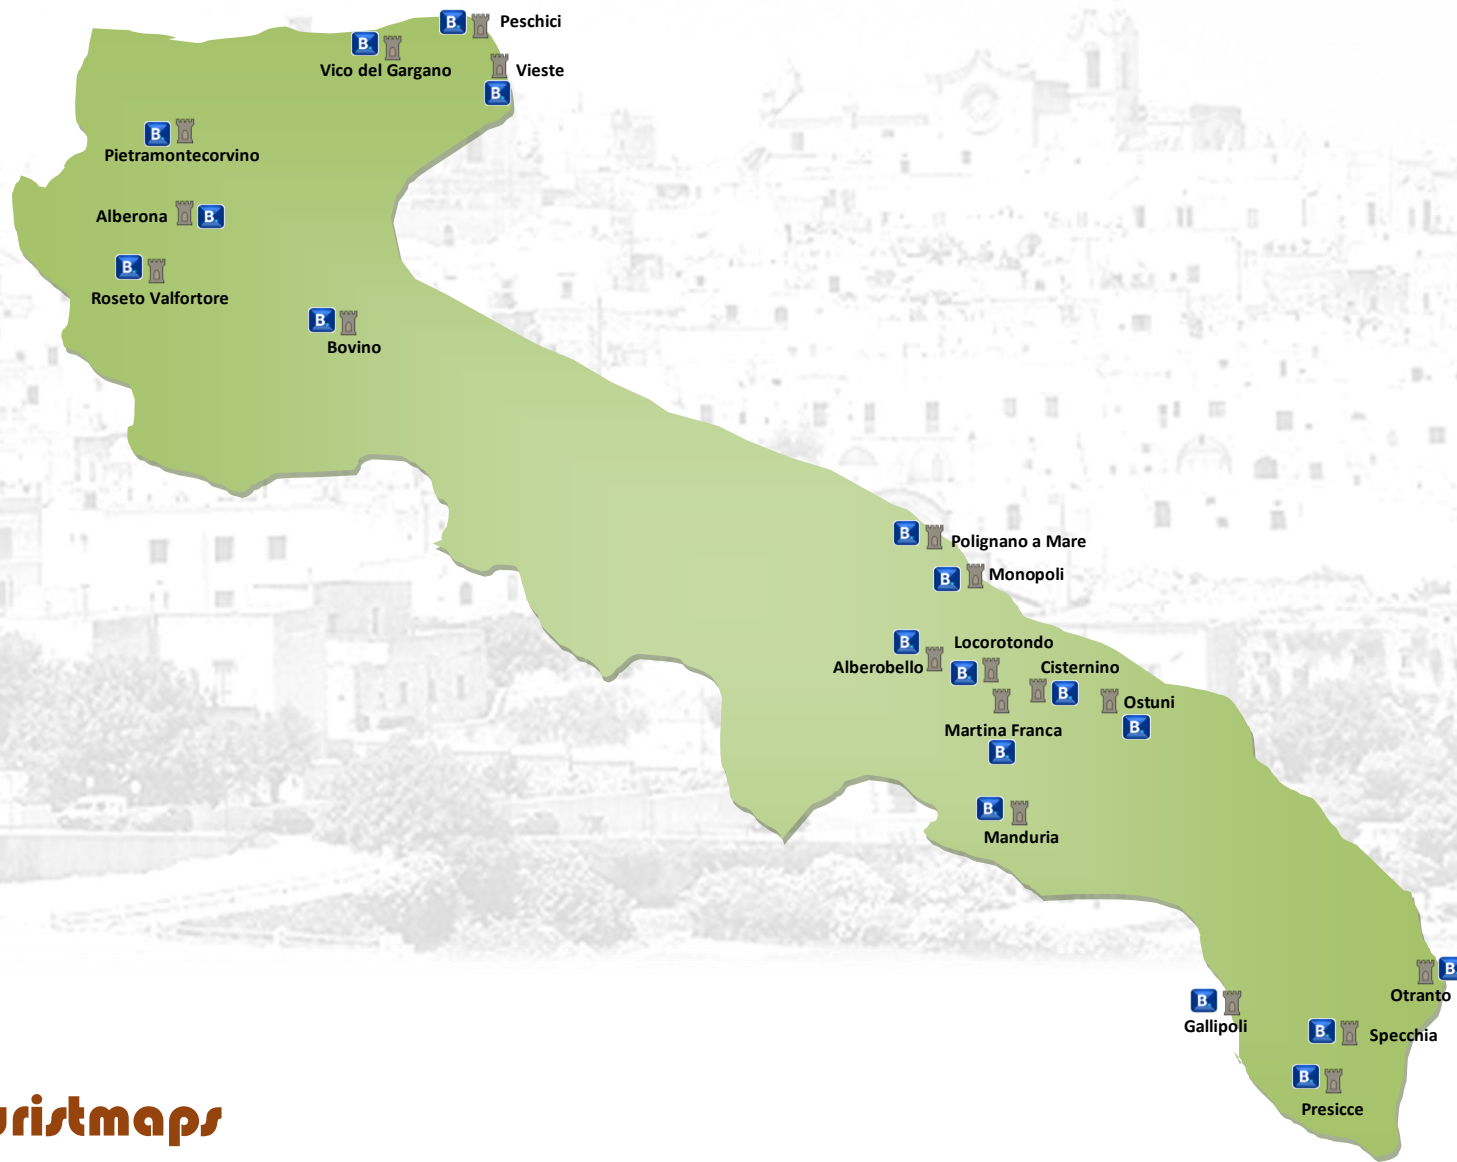 B. Peschici
B. Vico del Gargano
Vieste
B.
B. Pietramontecorvino
Alberona B.
B. Roseto Valfortore
B. Bovino
B. Polignano a Mare
B. Monopoli
B. Alberobello
Locorotondo
B.
Cisternino
B.
Ostuni
B.
Martina Franca
B.
B. Manduria
B
Otranto
B. Gallipoli
B. Specchia
B. Presicce
uristmaps